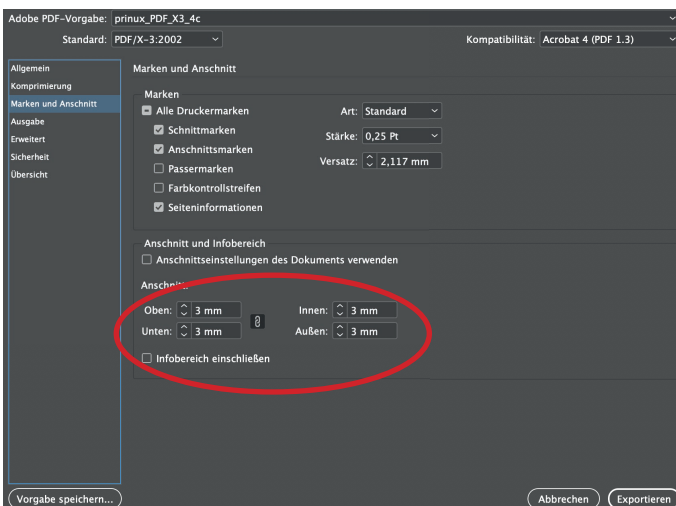 Adobe PDF-Vorgabe: prinux_PDF_X3_4c
Standard: PDF/X-3:2002 Kompatibilität: Acrobat 4 (PDF 1.3)
Allgemein
Komprimierung
Marken und Anschnitt
Ausgabe
Erweitert
Sicherheit
Übersicht
Marken und Anschnitt
Marken
Alle Druckermarken
Schnittmarken
Anschnittsmarken
Passermarken
Farbkontrollstreifen
Seiteninformationen
Art: Standard
Stärke: 0,25 Pt
Versatz: 2,117 mm
Anschnitt und Infobereich
Anschnittseinstellungen des Dokuments verwenden
Anschnitt:
Oben: 3 mm Innen: 3 mm
Unten: 3 mm Außen: 3 mm
Infobereich einschließen
Vorgabe speichern... Abbrechen Exportieren